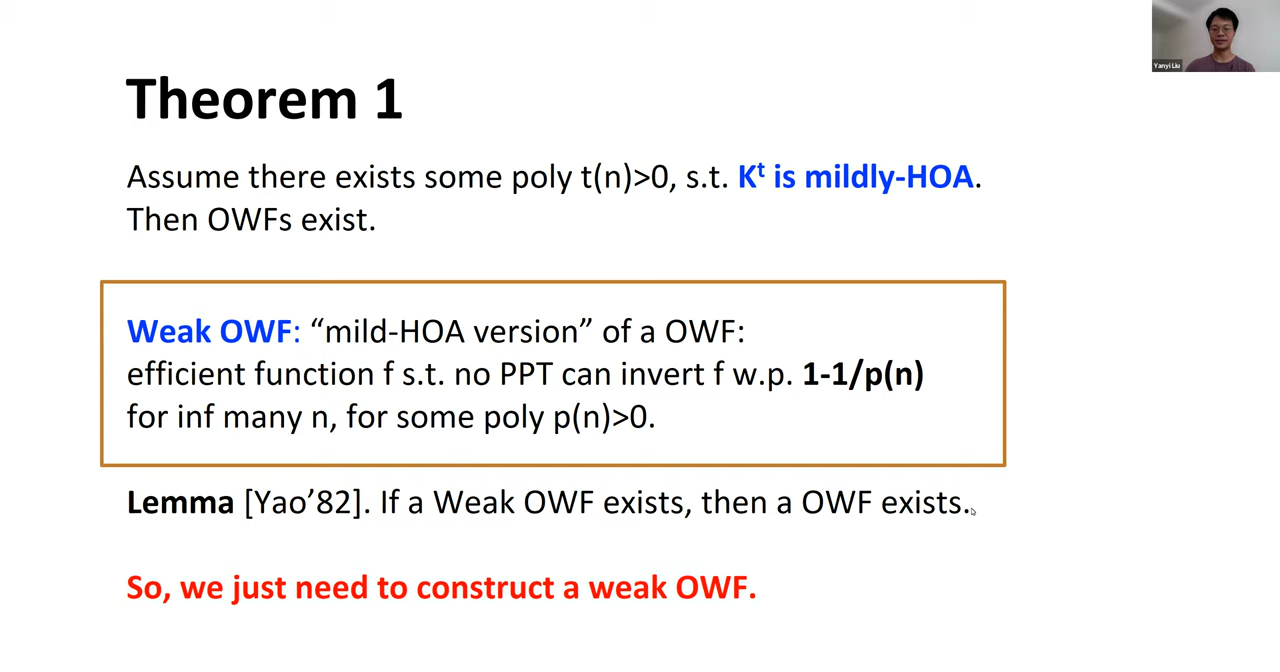 Yanyi Liu
Theorem 1
Assume there exists some poly t(n)>0, s.t. Kᵗ is mildly-HOA.
Then OWFs exist.
Weak OWF: “mild-HOA version” of a OWF:
efficient function f s.t. no PPT can invert f w.p. 1-1/p(n)
for inf many n, for some poly p(n)>0.
Lemma [Yao’82]. If a Weak OWF exists, then a OWF exists.
So, we just need to construct a weak OWF.